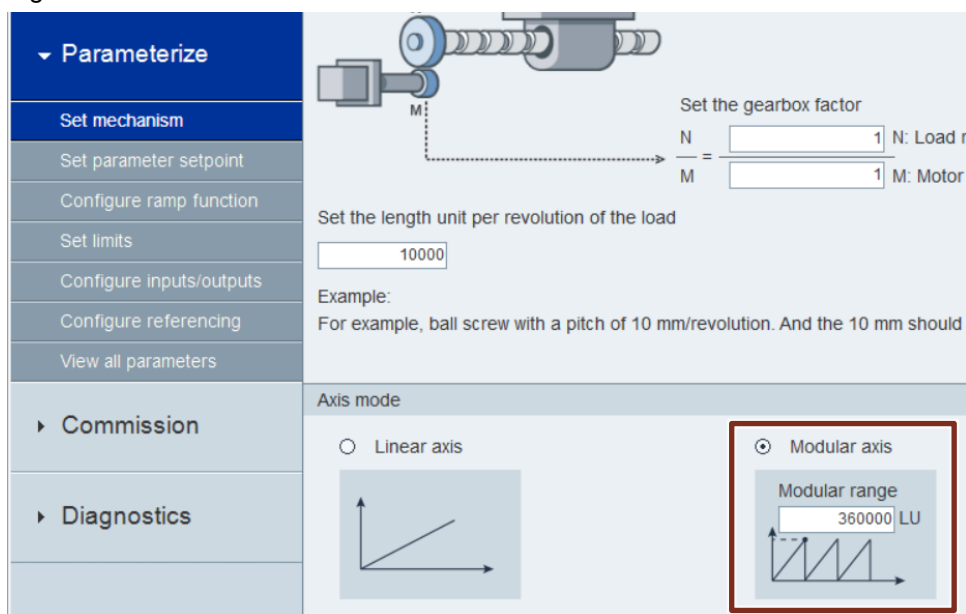 Parameterize
Set mechanism
Set parameter setpoint
Configure ramp function
Set limits
Configure inputs/outputs
Configure referencing
View all parameters
Commission
Diagnostics
M
Set the gearbox factor
N
1 N: Load
=
M
1 M: Motor
Set the length unit per revolution of the load
10000
Example:
For example, ball screw with a pitch of 10 mm/revolution. And the 10 mm should
Axis mode
Linear axis
Modular axis
Modular range
360000 LU